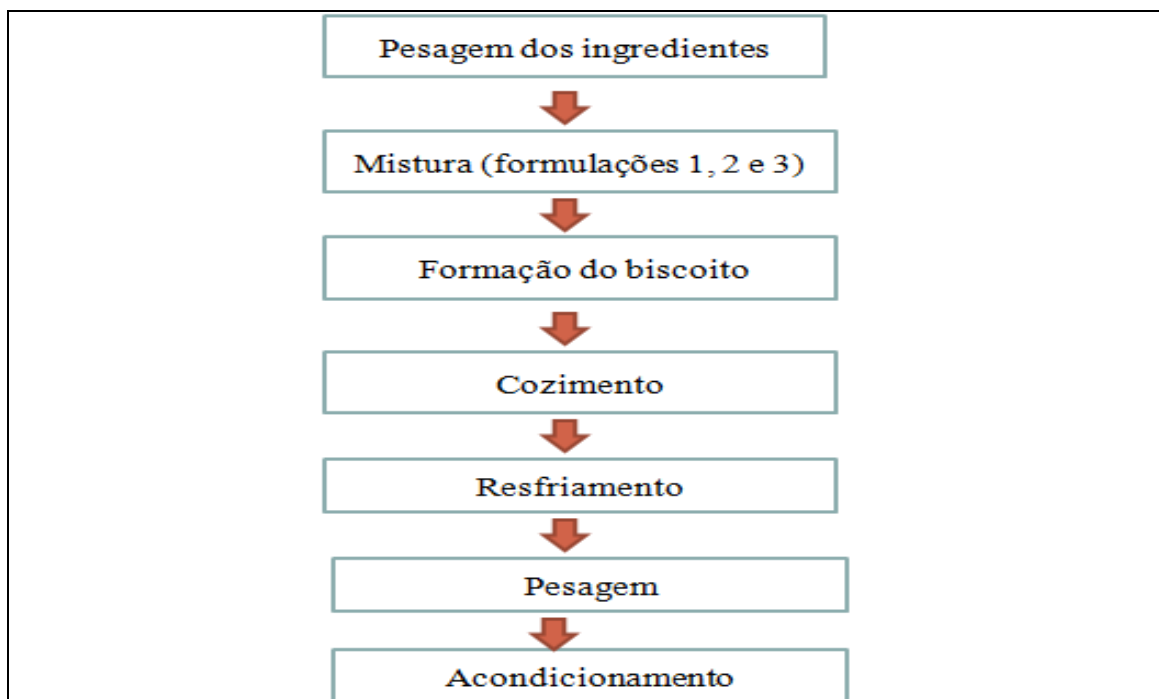 Pesagem dos ingredientes
Mistura (formulações 1, 2 e 3)
Formação do biscoito
Cozimento
Resfriamento
Pesagem
Acondicionamento